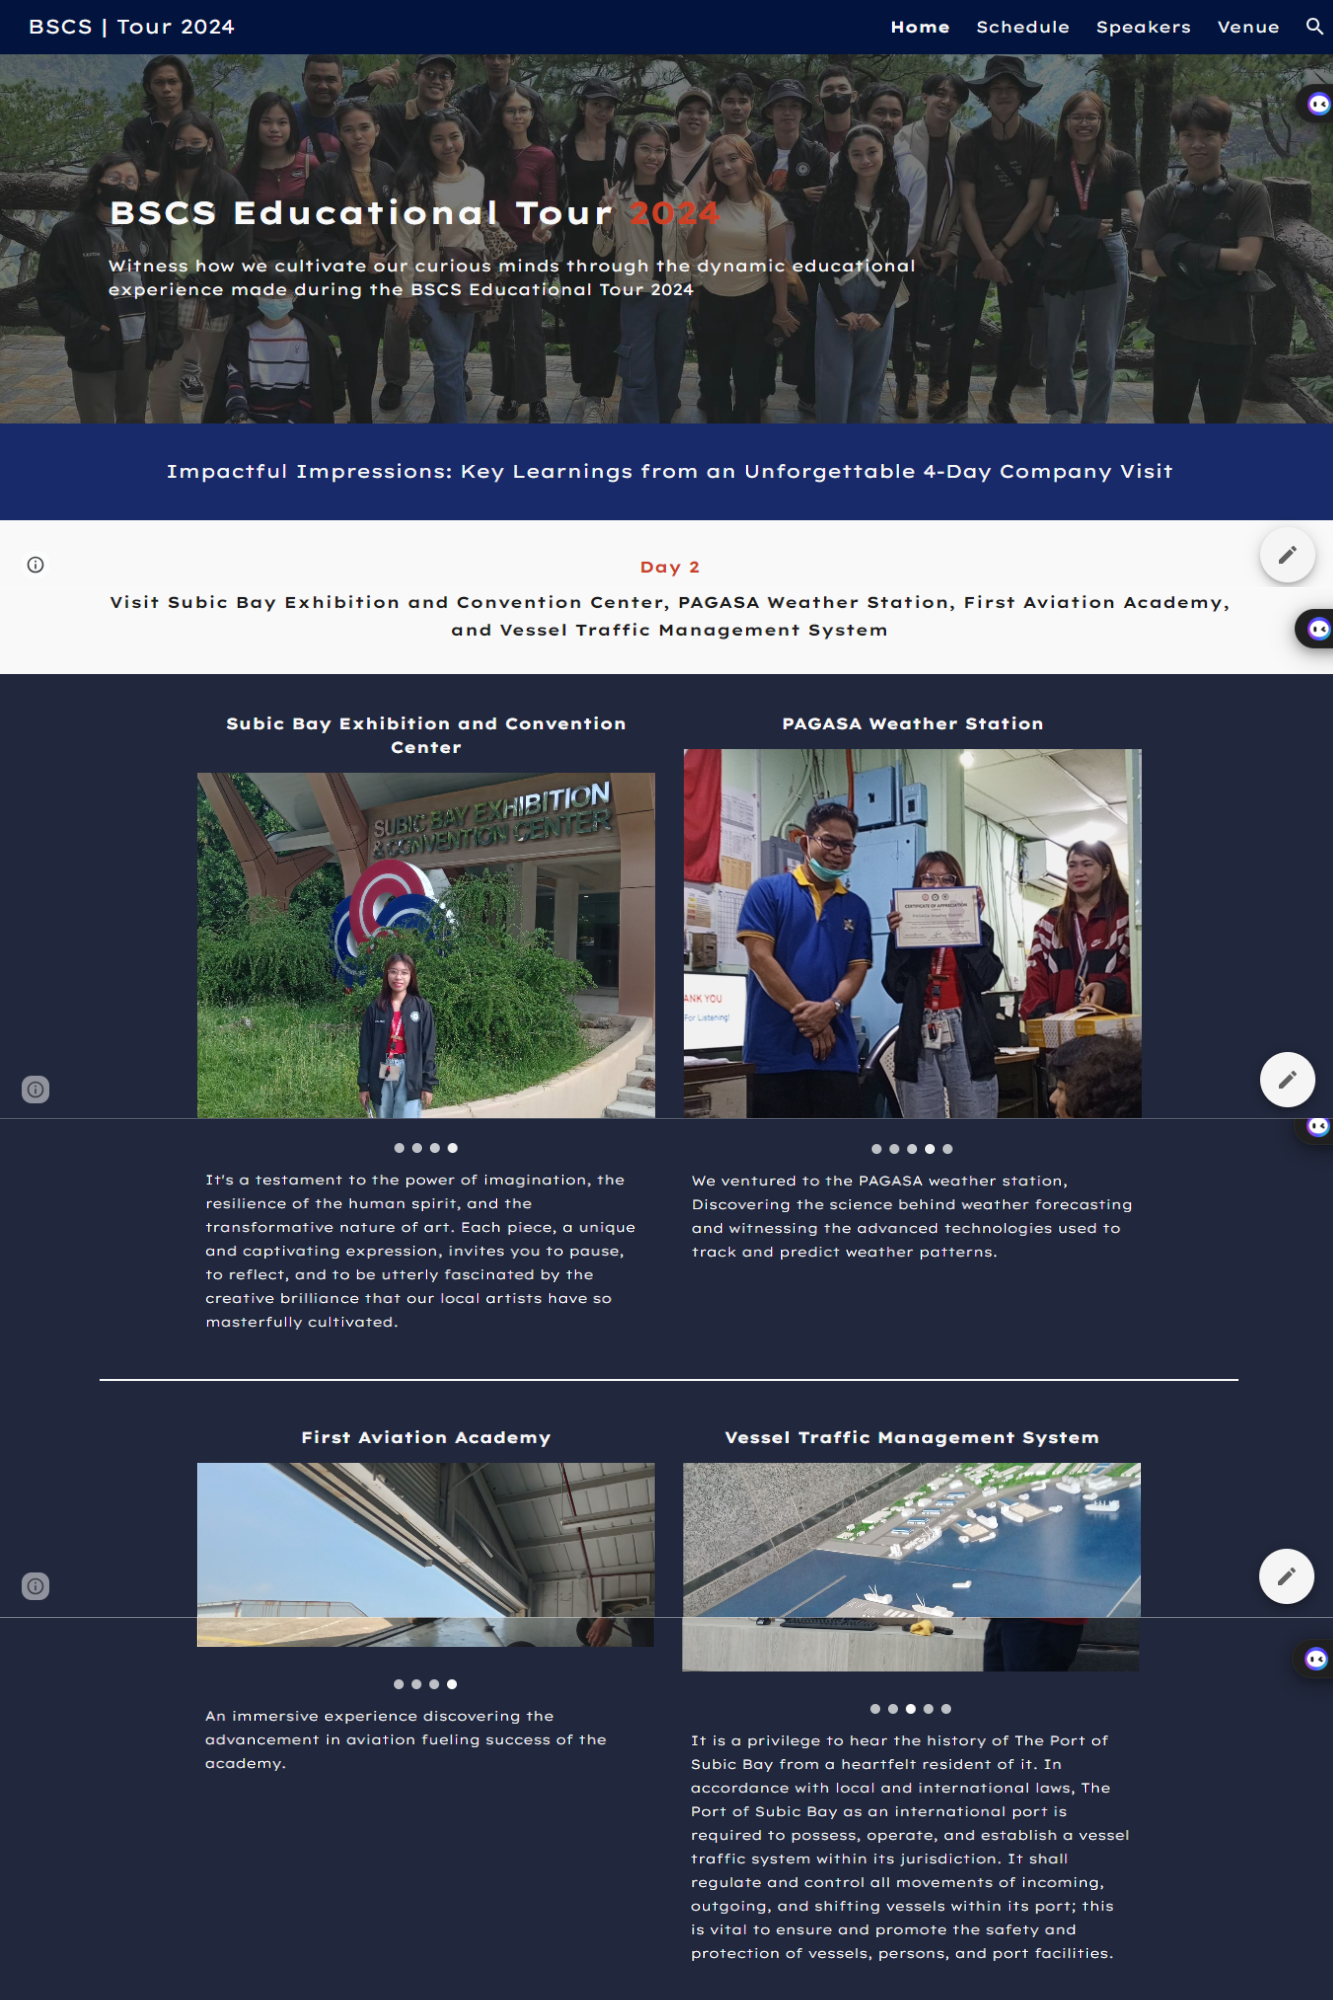 BSCS | Tour 2024
Home Schedule Speakers Venue
BSCS Educational Tour 2024
Witness how we cultivate our curious minds through the dynamic educational
experience made during the BSCS Educational Tour 2024
Impactful Impressions: Key Learnings from an Unforgettable 4-Day Company Visit
Day 2
Visit Subic Bay Exhibition and Convention Center, PAGASA Weather Station, First Aviation Academy,
and Vessel Traffic Management System
Subic Bay Exhibition and Convention
Center
SUBIC BAY EXHIBITION
& CONVENTION CENTER
It's a testament to the power of imagination, the
resilience of the human spirit, and the
transformative nature of art. Each piece, a unique
and captivating expression, invites you to pause,
to reflect, and to be utterly fascinated by the
creative brilliance that our local artists have so
masterfully cultivated.
PAGASA Weather Station
CERTIFICATE OF APPRECIATION
ANK YOU
For Listening!
We ventured to the PAGASA weather station,
Discovering the science behind weather forecasting
and witnessing the advanced technologies used to
track and predict weather patterns.
First Aviation Academy
An immersive experience discovering the
advancement in aviation fueling success of the
academy.
Vessel Traffic Management System
It is a privilege to hear the history of The Port of
Subic Bay from a heartfelt resident of it. In
accordance with local and international laws, The
Port of Subic Bay as an international port is
required to possess, operate, and establish a vessel
traffic system within its jurisdiction. It shall
regulate and control all movements of incoming,
outgoing, and shifting vessels within its port; this
is vital to ensure and promote the safety and
protection of vessels, persons, and port facilities.